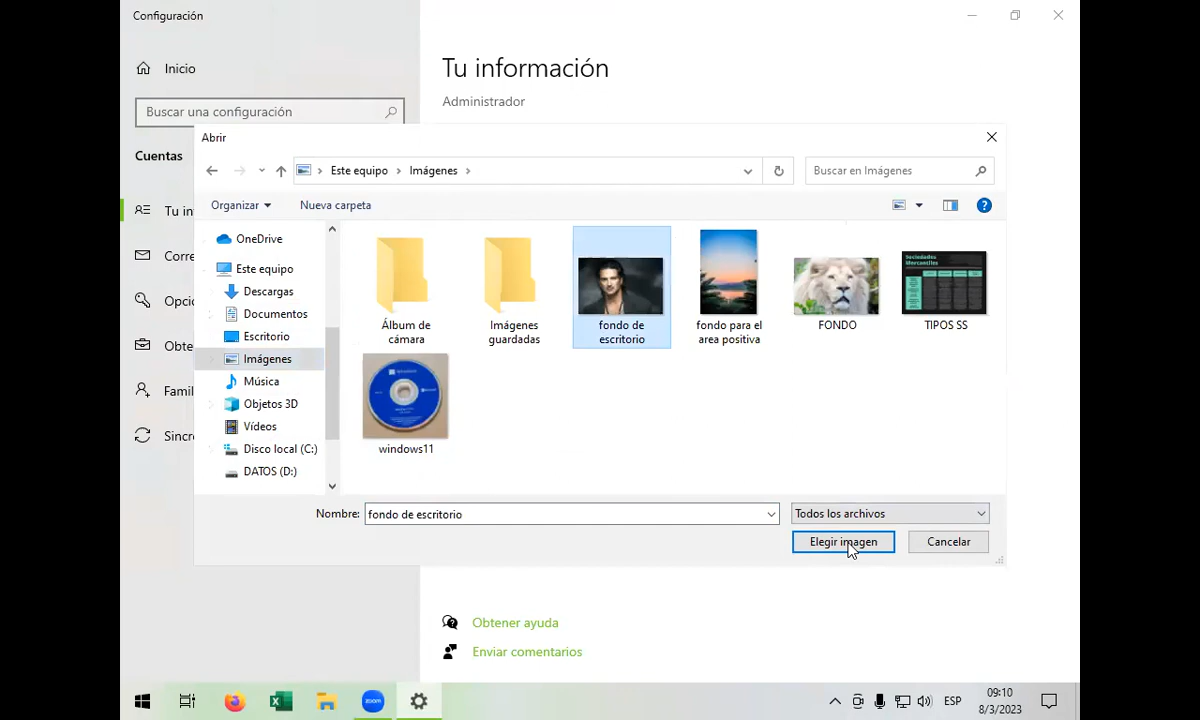 Configuración
Inicio
Buscar una configuración
Cuentas
Tu in
Corre
Opcio
Obte
Famil
Sincr
Tu información
Administrador
Abrir
Este equipo
Imágenes
Buscar en Imágenes
Organizar
Nueva carpeta
OneDrive
Este equipo
Descargas
Documentos
Escritorio
Imágenes
Música
Objetos 3D
Vídeos
Disco local (C:)
DATOS (D:)
Álbum de
cámara
Imágenes
guardadas
fondo de
escritorio
fondo para el
area positiva
FONDO
Sociedades
Mercantiles
TIPOS SS
windows11
Nombre:
fondo de escritorio
Todos los archivos
Elegir imagen
Cancelar
Obtener ayuda
Enviar comentarios
zoom
ESP
09:10
8/3/2023